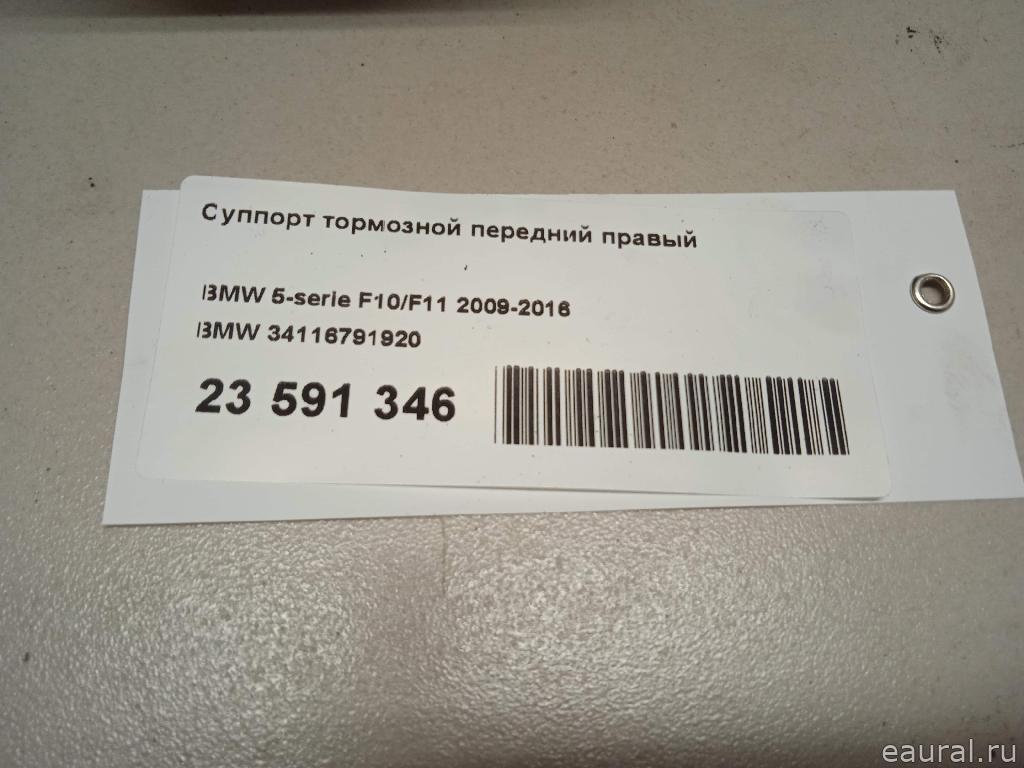 Суппорт тормозной передний правый
BMW 5-serie F10/F11 2009-2016
BMW 34116791920
23 591 346
eaural.ru